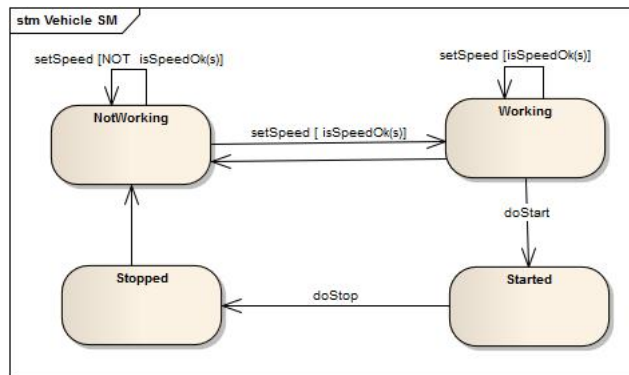 stm Vehicle SM
setSpeed [NOT isSpeedOk(s)]
setSpeed [isSpeedOk(s)]
NotWorking
Working
setSpeed [ isSpeedOk(s)]
doStart
Stopped
Started
doStop